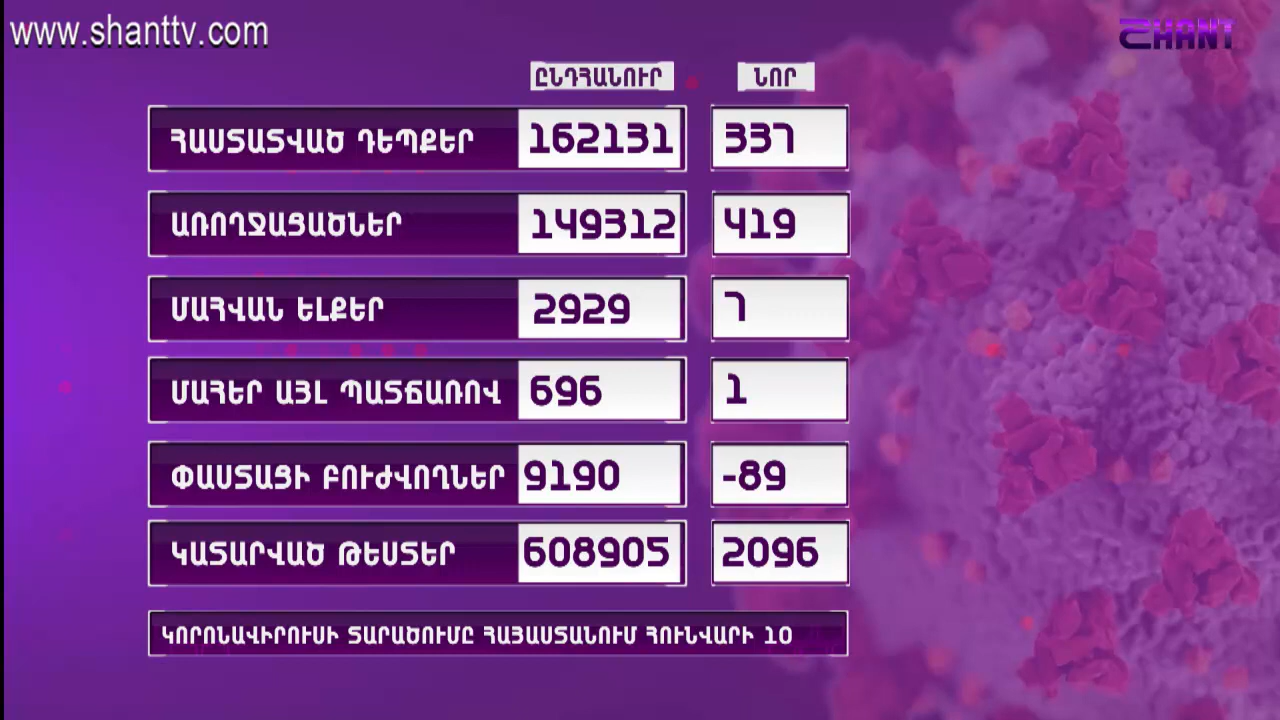 www.shanttv.com
SHANT
ԸՆԴՀԱՆՈՒՐ ՆՈՐ
ՀԱՍՏԱՏՎԱԾ ԴԵՊՔԵՐ 162131 337
ԱՌՈՂՋԱՑԱԾՆԵՐ 149312 419
ՄԱՀՎԱՆ ԵԼՔԵՐ 2929 7
ՄԱՀԵՐ ԱՅԼ ՊԱՏՃԱՌՈՎ 696 1
ՓԱՍՏԱՑԻ ԲՈՒԺՎՈՂՆԵՐ 9190 -89
ԿԱՏԱՐՎԱԾ ԹԵՍՏԵՐ 608905 2096
ԿՈՐՈՆԱՎԻՐՈՒՍԻ ՏԱՐԱԾՈՒՄԸ ՀԱՅԱՍՏԱՆՈՒՄ ՀՈՒՆՎԱՐԻ 10